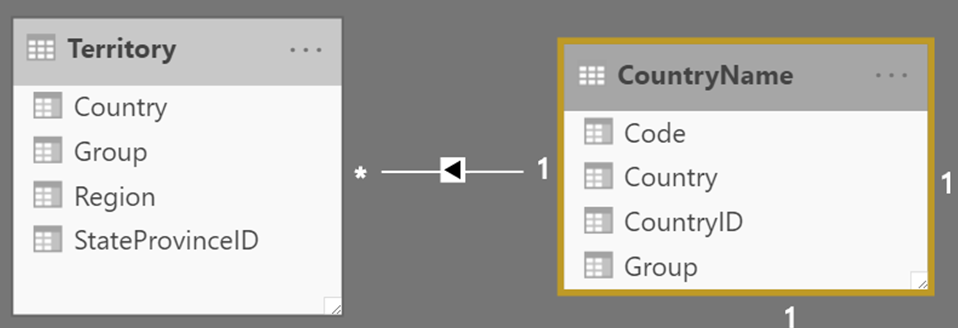 Territory ...
Country
Group
Region
StateProvinceID
* 1
CountryName ...
Code
Country
CountryID
Group
1
1